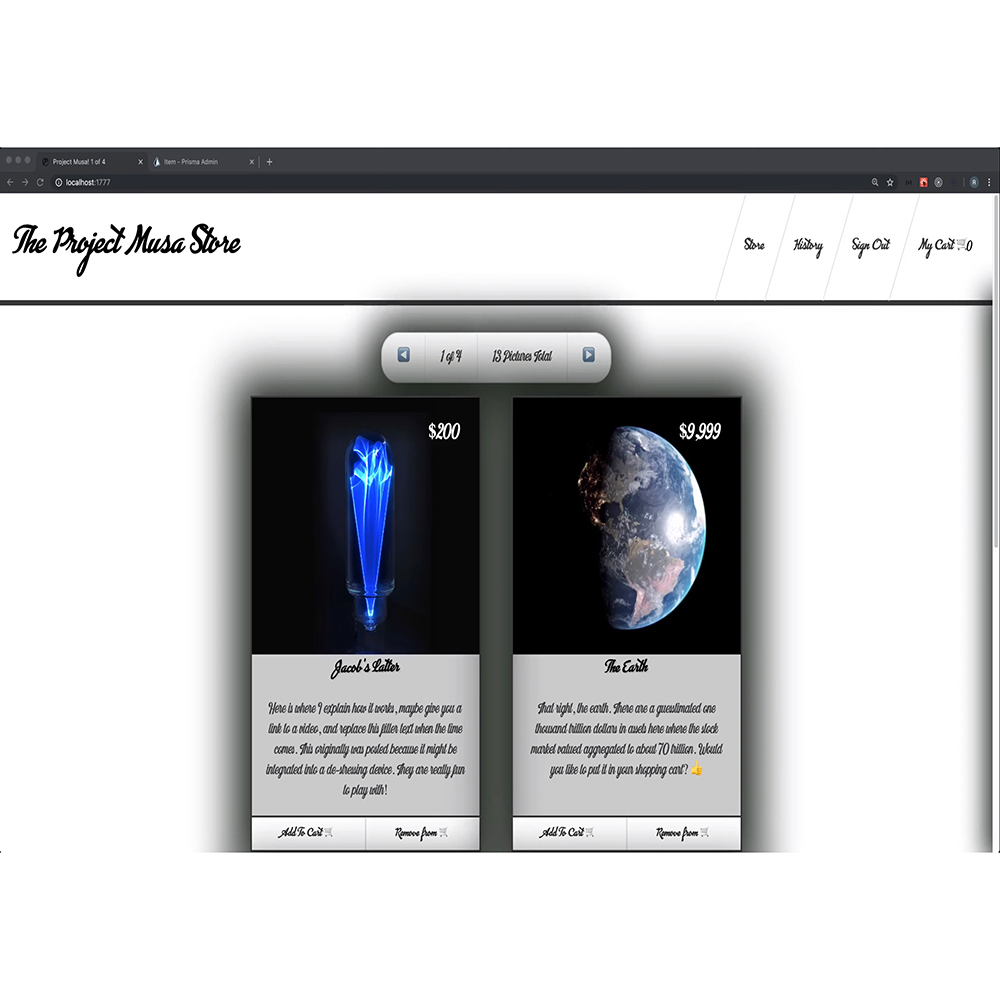 Project Musa! 1 of 4
Item - Prisma Admin
localhost:1777
The Project Musa Store
Store
History
Sign Out
My Cart 🛒0
1 of 4
13 Pictures Total
$200
Jacob's Latter
Here is where I explain how it works, maybe give you a
link to a video, and replace this filler text when the time
comes. This originally was posted because it might be
integrated into a de-stressing device. They are really fun
to play with!
Add To Cart 🛒
Remove from 🛒
$9,999
The Earth
That right, the earth. There are a guesstimated one
thousand trillion dollars in assets here where the stock
market valued aggregated to about 70 trillion. Would
you like to put it in your shopping cart? 👍
Add To Cart 🛒
Remove from 🛒